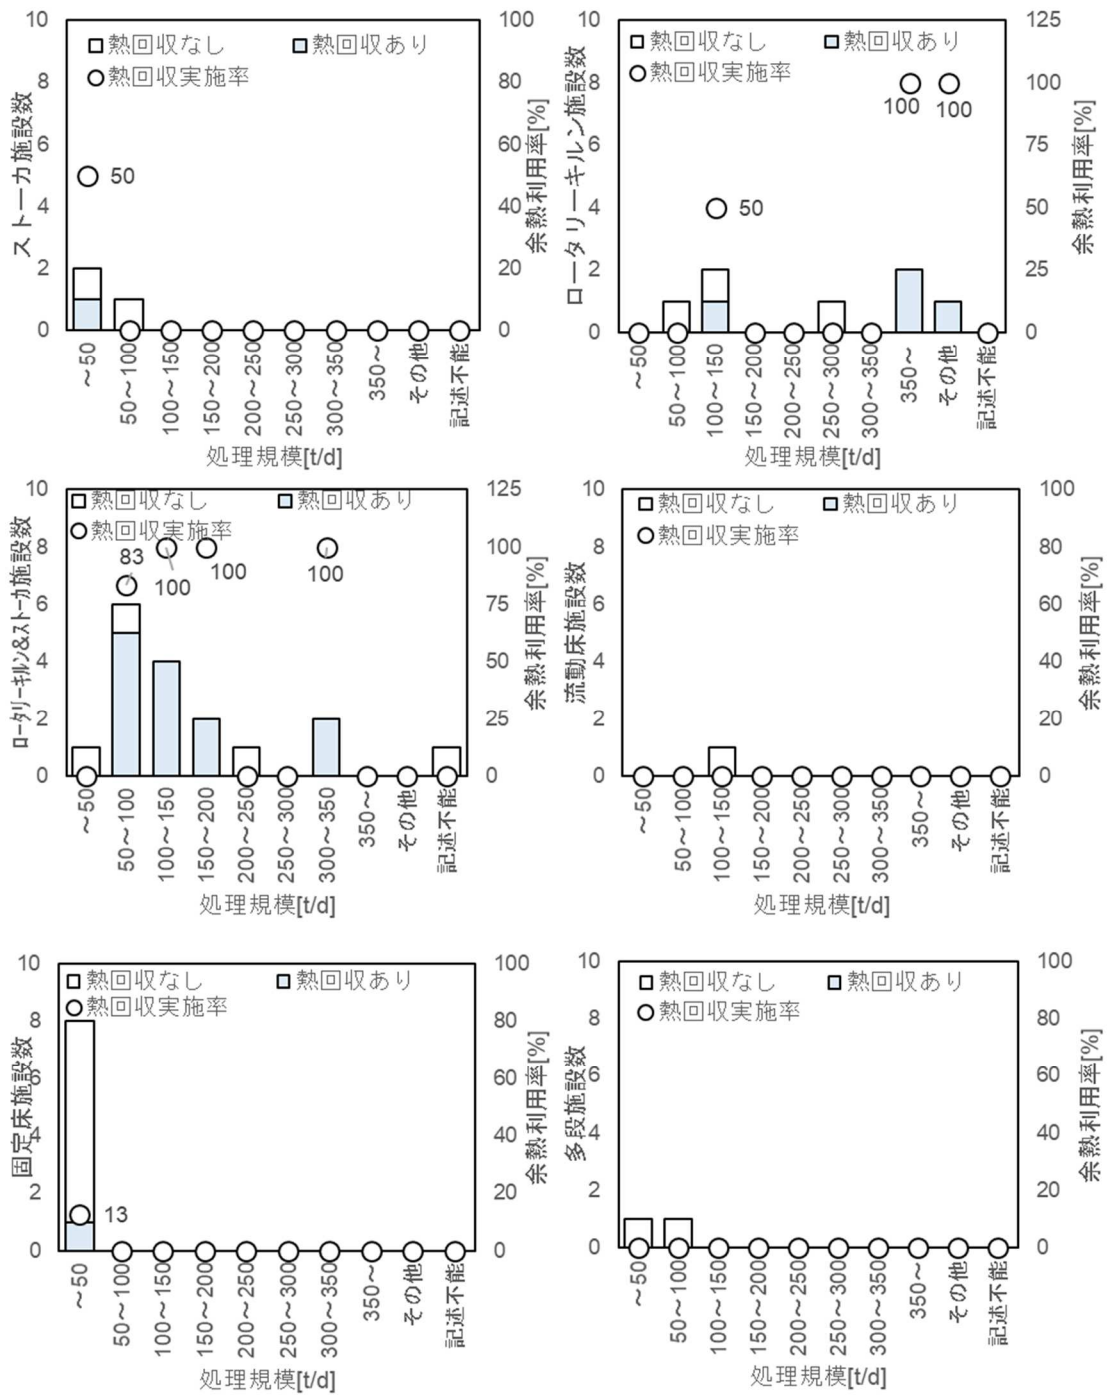 ストーカ施設数
10
8
6
4
2
0
熱回収なし 熱回収あり
熱回収実施率
50
100
80
60
40
20
0
余熱利用率[%]
～50 50～100 100～150 150～200 200～250 250～300 300～350 350～ その他 記述不能
処理規模[t/d]
ロータリーキルン施設数
10
8
6
4
2
0
熱回収なし 熱回収あり
熱回収実施率
50
100
100
125
100
75
50
25
0
余熱利用率[%]
～50 50～100 100～150 150～200 200～250 250～300 300～350 350～ その他 記述不能
処理規模[t/d]
ﾛｰﾀﾘｰｷﾙﾝ&ｽﾄｰｶ施設数
10
8
6
4
2
0
熱回収なし 熱回収あり
熱回収実施率
83
100
100
100
125
100
75
50
25
0
余熱利用率[%]
～50 50～100 100～150 150～200 200～250 250～300 300～350 350～ その他 記述不能
処理規模[t/d]
流動床施設数
10
8
6
4
2
0
熱回収なし 熱回収あり
熱回収実施率
100
80
60
40
20
0
余熱利用率[%]
～50 50～100 100～150 150～200 200～250 250～300 300～350 350～ その他 記述不能
処理規模[t/d]
固定床施設数
10
8
6
4
2
0
熱回収なし 熱回収あり
熱回収実施率
13
100
80
60
40
20
0
余熱利用率[%]
～50 50～100 100～150 150～200 200～250 250～300 300～350 350～ その他 記述不能
処理規模[t/d]
多段施設数
10
8
6
4
2
0
熱回収なし 熱回収あり
熱回収実施率
100
80
60
40
20
0
余熱利用率[%]
～50 50～100 100～150 150～200 200～250 250～300 300～350 350～ その他 記述不能
処理規模[t/d]